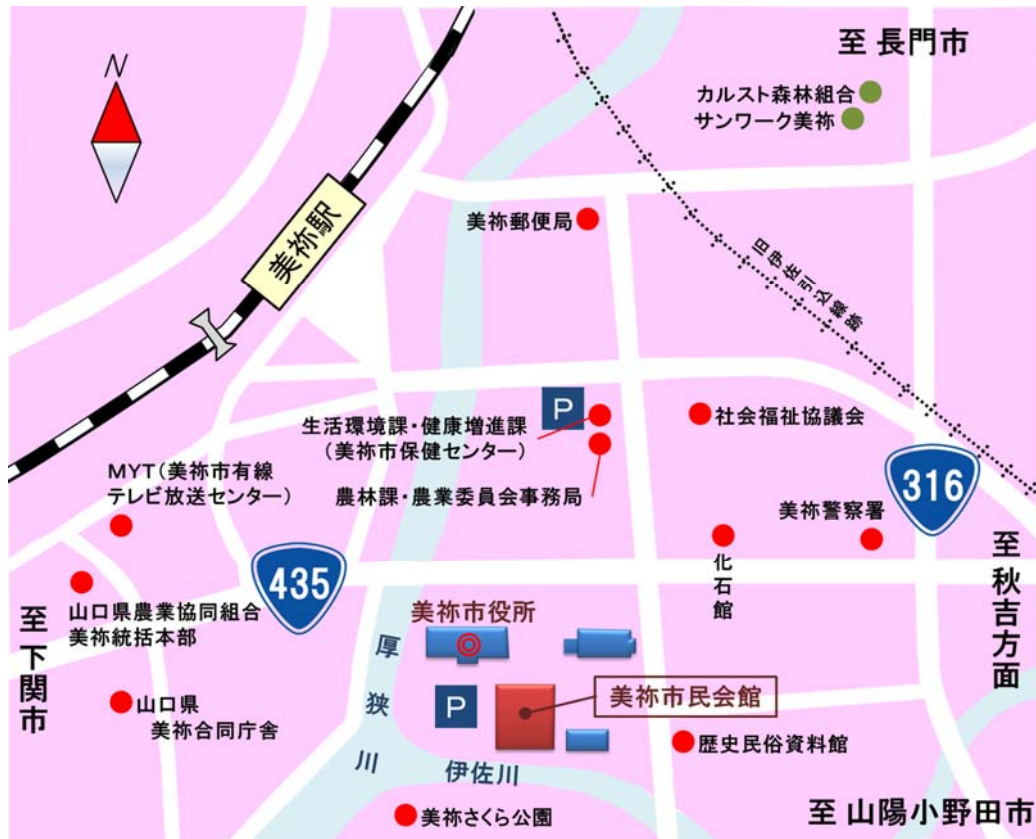 至 長門市
N
カルスト森林組合
サンワーク美祢
美祢郵便局
美祢駅
旧伊佐引込線跡
P
生活環境課・健康増進課
(美祢市保健センター)
社会福祉協議会
農林課・農業委員会事務局
MYT(美祢市有線
テレビ放送センター)
316
美祢警察署
435
化石館
至 秋吉方面
山口県農業協同組合
美祢統括本部
至 下関市
美祢市役所
厚狭川
山口県
美祢合同庁舎
P
美祢市民会館
歴史民俗資料館
伊佐川
美祢さくら公園
至 山陽小野田市